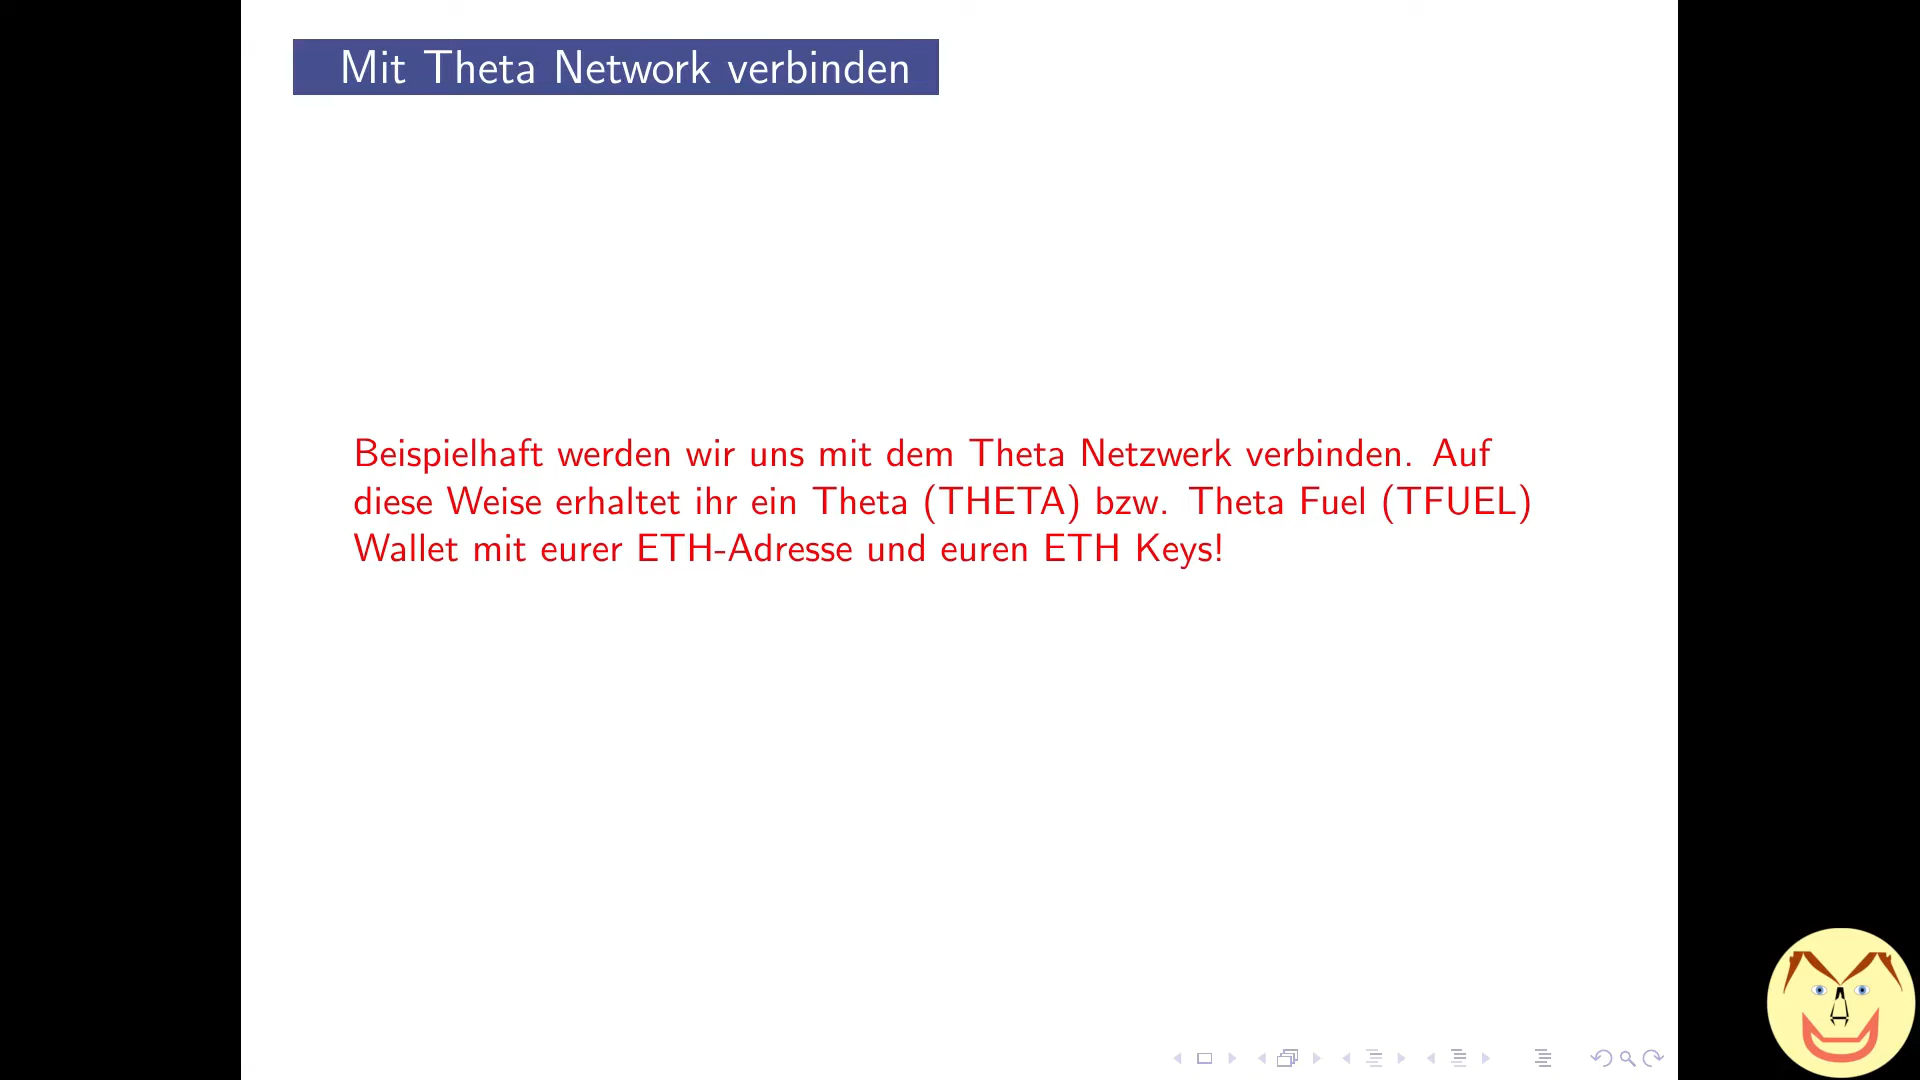 Mit Theta Network verbinden
Beispielhaft werden wir uns mit dem Theta Netzwerk verbinden. Auf
diese Weise erhaltet ihr ein Theta (THETA) bzw. Theta Fuel (TFUEL)
Wallet mit eurer ETH-Adresse und euren ETH Keys!